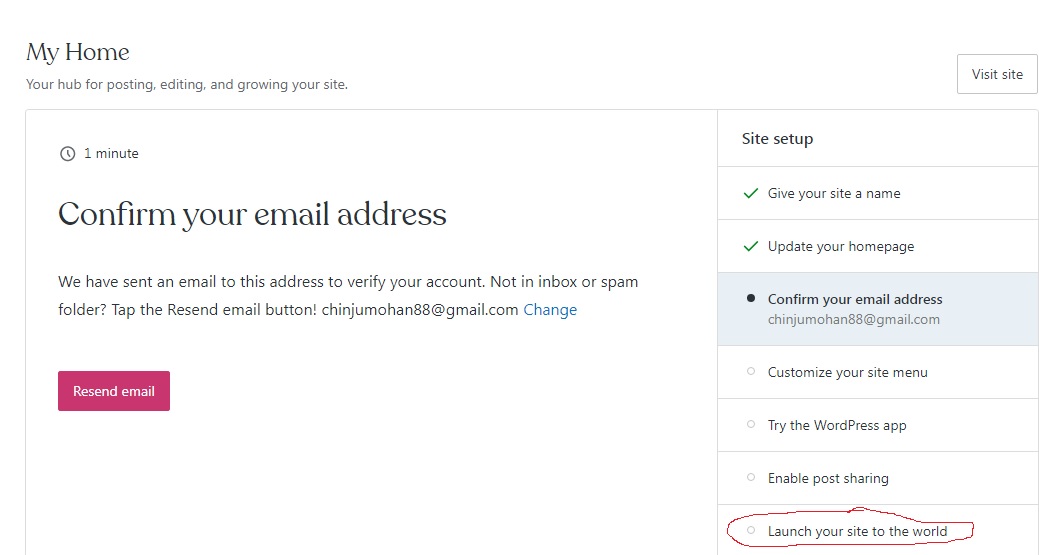 My Home
Your hub for posting, editing, and growing your site.
Visit site
1 minute
Confirm your email address
We have sent an email to this address to verify your account. Not in inbox or spam
folder? Tap the Resend email button! chinjumohan88@gmail.com Change
Resend email
Site setup
Give your site a name
Update your homepage
Confirm your email address
chinjumohan88@gmail.com
Customize your site menu
Try the WordPress app
Enable post sharing
Launch your site to the world